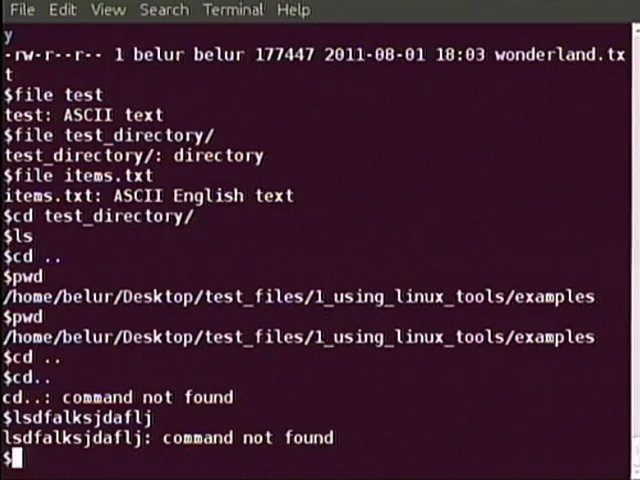 File Edit View Search Terminal Help
y
-rw-r--r-- 1 belur belur 177447 2011-08-01 18:03 wonderland.tx
t
$file test
test: ASCII text
$file test_directory/
test_directory/: directory
$file items.txt
items.txt: ASCII English text
$cd test_directory/
$ls
$cd ..
$pwd
/home/belur/Desktop/test_files/1_using_linux_tools/examples
$pwd
/home/belur/Desktop/test_files/1_using_linux_tools/examples
$cd ..
$cd..
cd..: command not found
$lsdfalksjdaflj
lsdfalksjdaflj: command not found
$